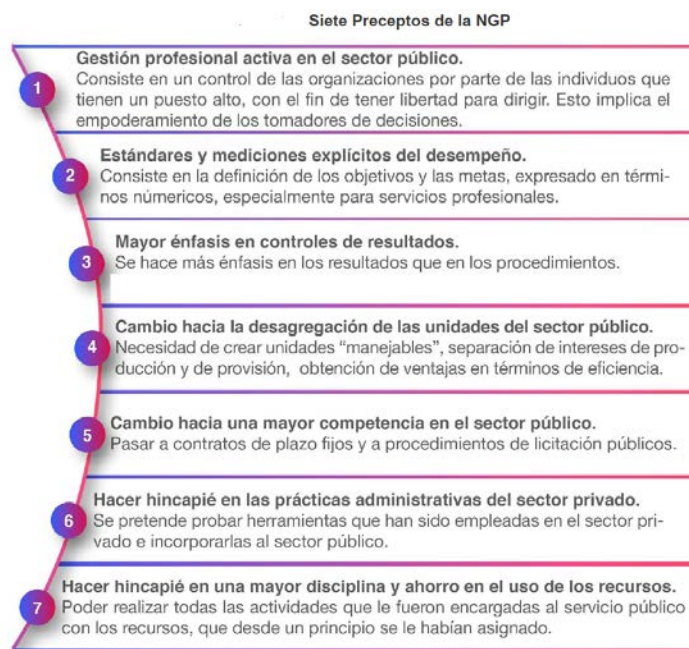 Siete Preceptos de la NGP
Gestión profesional activa en el sector público.
1
Consiste en un control de las organizaciones por parte de las individuos que
tienen un puesto alto, con el fin de tener libertad para dirigir. Esto implica el
empoderamiento de los tomadores de decisiones.
Estándares y mediciones explícitos del desempeño.
2
Consiste en la definición de los objetivos y las metas, expresado en térmi-
nos númericos, especialmente para servicios profesionales.
Mayor énfasis en controles de resultados.
3
Se hace más énfasis en los resultados que en los procedimientos.
Cambio hacia la desagregación de las unidades del sector público.
4
Necesidad de crear unidades “manejables”, separación de intereses de pro-
ducción y de provisión, obtención de ventajas en términos de eficiencia.
Cambio hacia una mayor competencia en el sector público.
5
Pasar a contratos de plazo fijos y a procedimientos de licitación públicos.
Hacer hincapié en las prácticas administrativas del sector privado.
6
Se pretende probar herramientas que han sido empleadas en el sector pri-
vado e incorporarlas al sector público.
Hacer hincapié en una mayor disciplina y ahorro en el uso de los recursos.
7
Poder realizar todas las actividades que le fueron encargadas al servicio público
con los recursos, que desde un principio se le habían asignado.